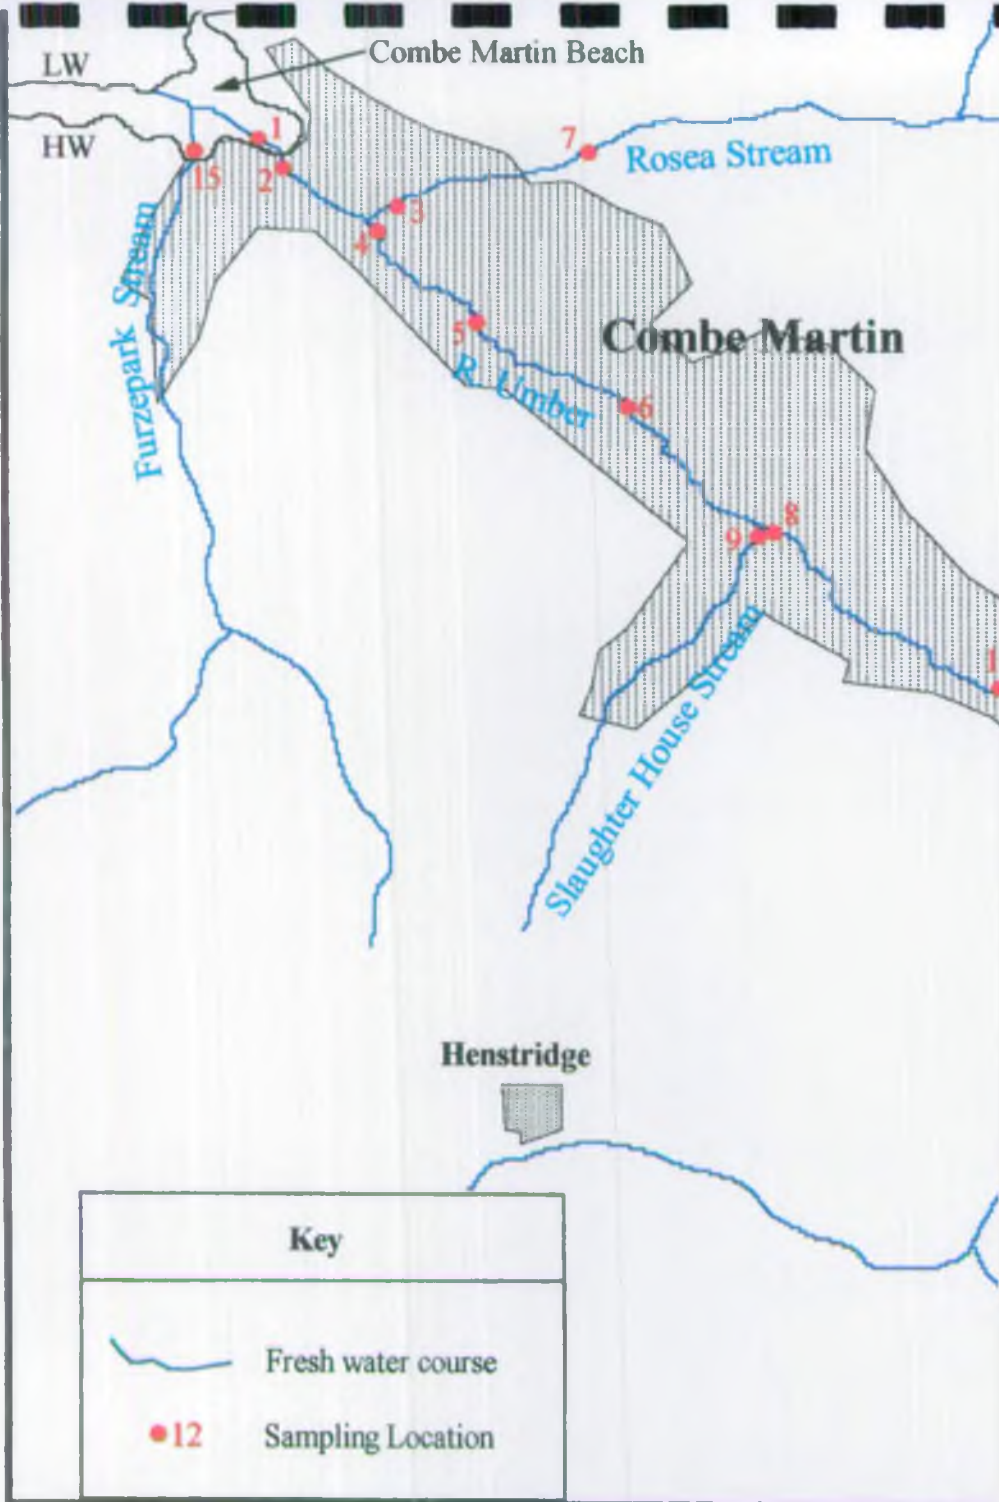 Combe Martin Beach
LW
HW
1
7
Rosea Stream
15
2
3
4
Furzepark Stream
5
Combe Martin
R. Umber
6
8
9
Slaughter House Stream
Henstridge
Key
Fresh water course
12
Sampling Location